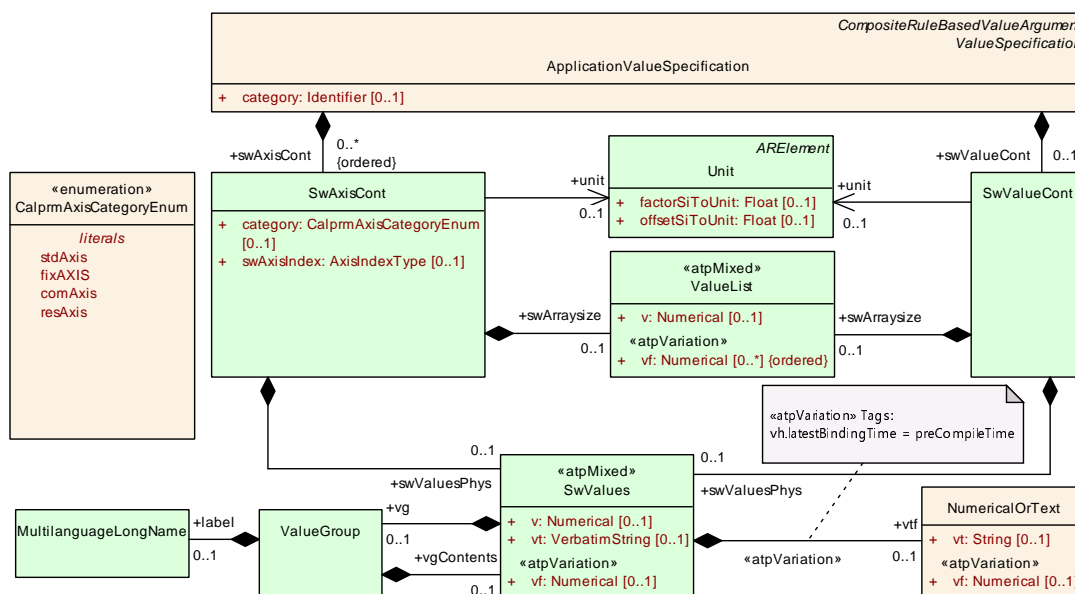 CompositeRuleBasedValueArgumen
ValueSpecification
ApplicationValueSpecification
+ category: Identifier [0..1]
+swAxisCont
0..*
{ordered}
+swValueCont
0..1
«enumeration»
CalprmAxisCategoryEnum
literals
stdAxis
fixAXIS
comAxis
resAxis
SwAxisCont
+ category: CalprmAxisCategoryEnum
[0..1]
+ swAxisIndex: AxisIndexType [0..1]
+unit
0..1
ARElement
Unit
+ factorSiToUnit: Float [0..1]
+ offsetSiToUnit: Float [0..1]
+unit
0..1
SwValueCont
+swArraysize
0..1
«atpMixed»
ValueList
+ v: Numerical [0..1]
«atpVariation»
+ vf: Numerical [0..*] {ordered}
+swArraysize
0..1
«atpVariation» Tags:
vh.latestBindingTime = preCompileTime
0..1
+swValuesPhys
0..1
+swValuesPhys
«atpMixed»
SwValues
+ v: Numerical [0..1]
+ vt: VerbatimString [0..1]
«atpVariation»
+ vf: Numerical [0..1]
MultilanguageLongName
+label
0..1
ValueGroup
+vg
0..1
+vgContents
0..1
+vtf
0..1
«atpVariation»
NumericalOrText
+ vt: String [0..1]
«atpVariation»
+ vf: Numerical [0..1]